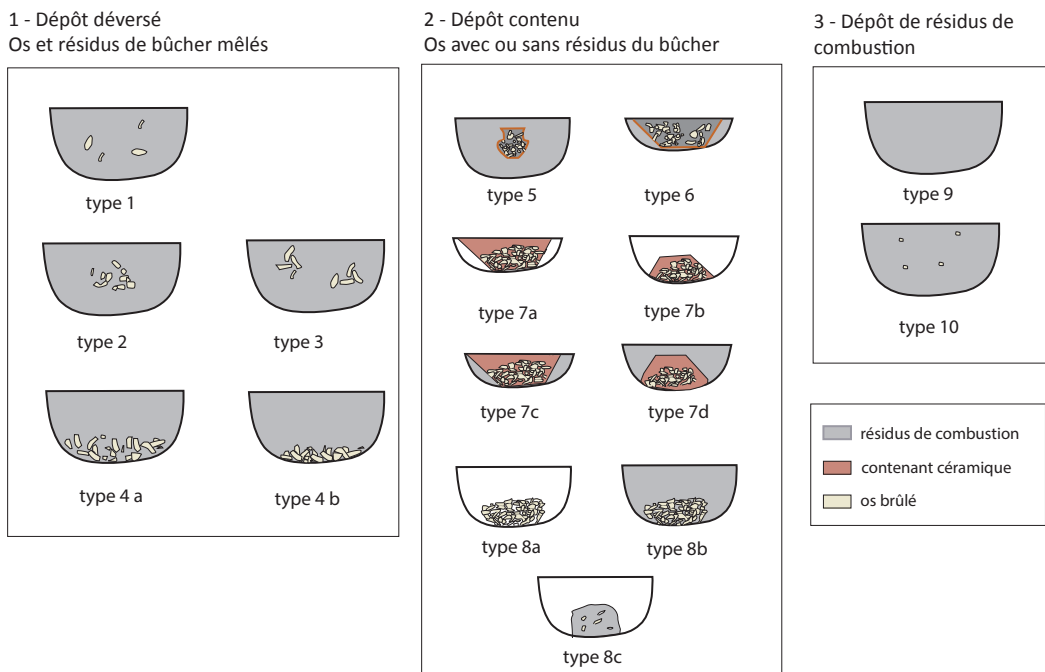 1 - Dépôt déversé
Os et résidus de bûcher mêlés
type 1
type 2
type 3
type 4 a
type 4 b
2 - Dépôt contenu
Os avec ou sans résidus du bûcher
type 5
type 6
type 7a
type 7b
type 7c
type 7d
type 8a
type 8b
type 8c
3 - Dépôt de résidus de
combustion
type 9
type 10
résidus de combustion
contenant céramique
os brûlé